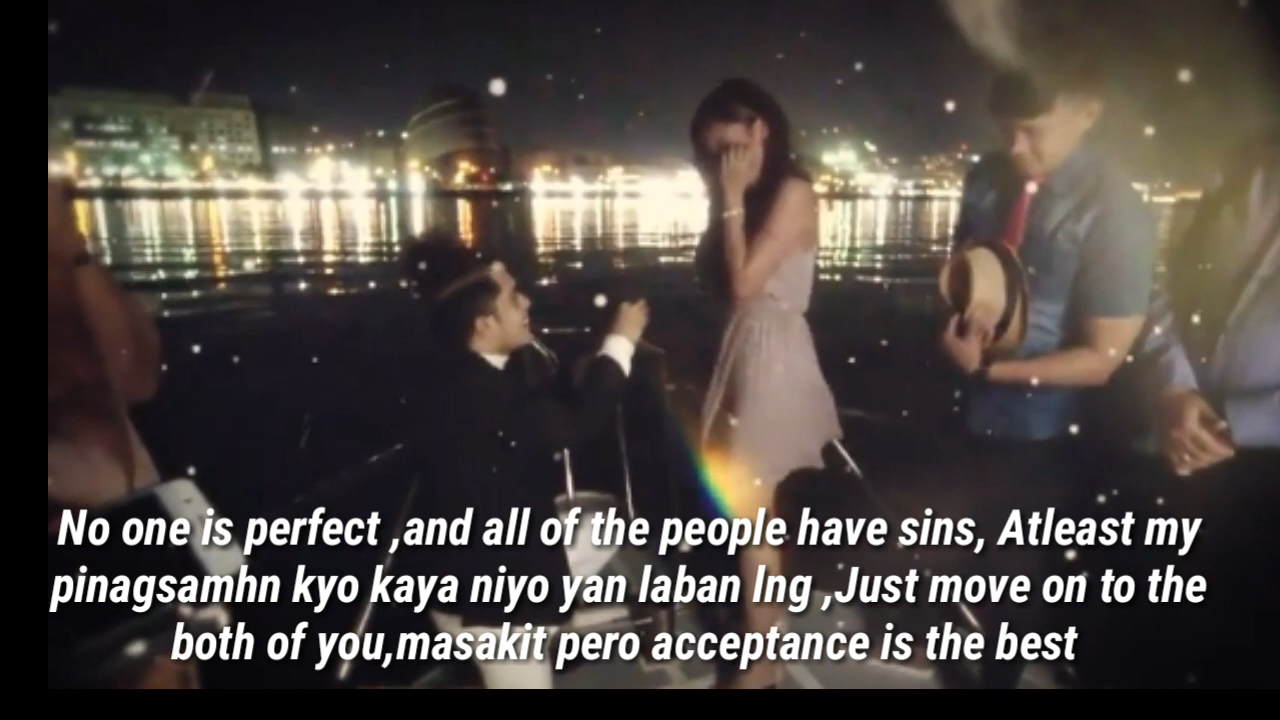 No one is perfect ,and all of the people have sins, Atleast my
pinagsamhn kyo kaya niyo yan laban lng ,Just move on to the
both of you,masakit pero acceptance is the best